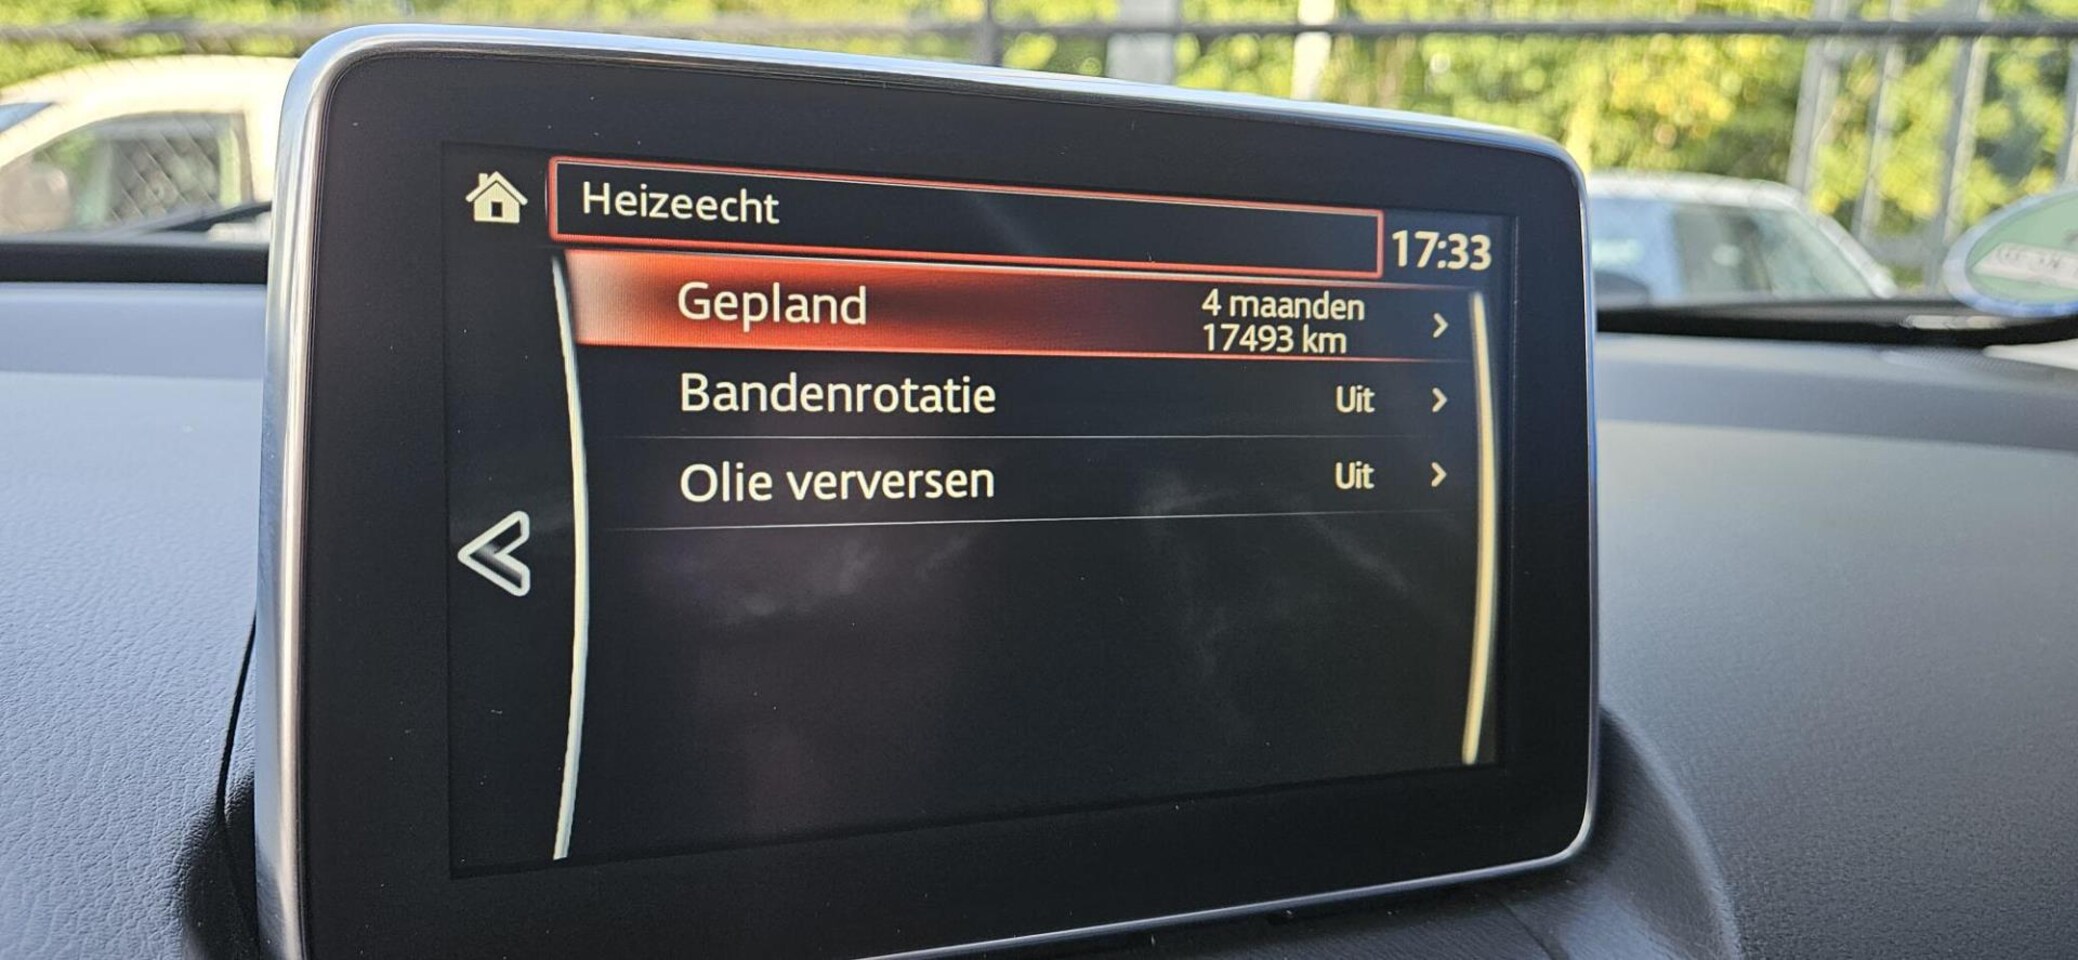 Heizeecht
17:33
Gepland
4 maanden
17493 km
Bandenrotatie
Uit
Olie verversen
Uit